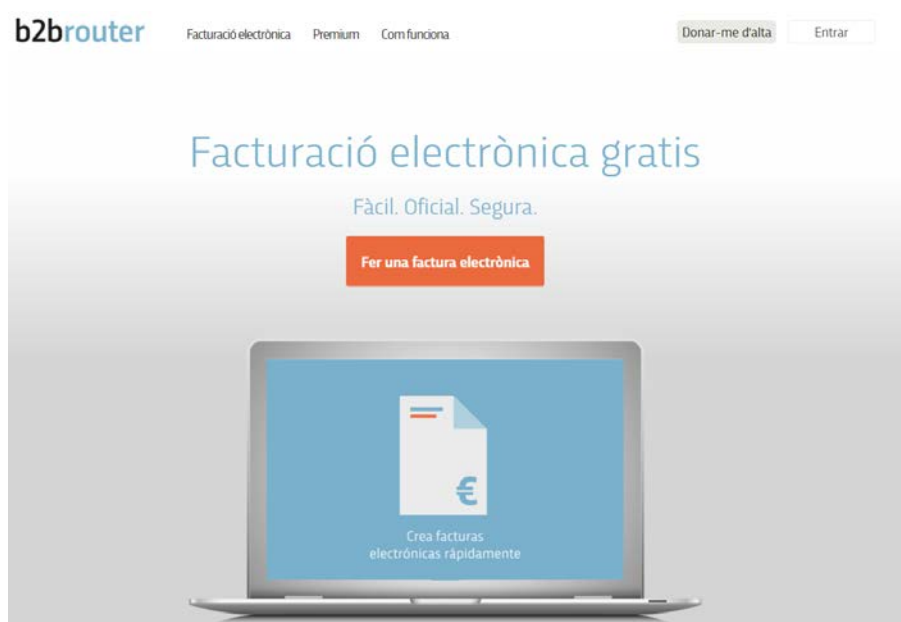 b2brouter
Facturació electrònica
Premium
Com funciona
Donar-me d'alta
Entrar
Facturació electrònica gratis
Fàcil. Oficial. Segura.
Fer una factura electrònica
€
Crea facturas
electrónicas rápidamente